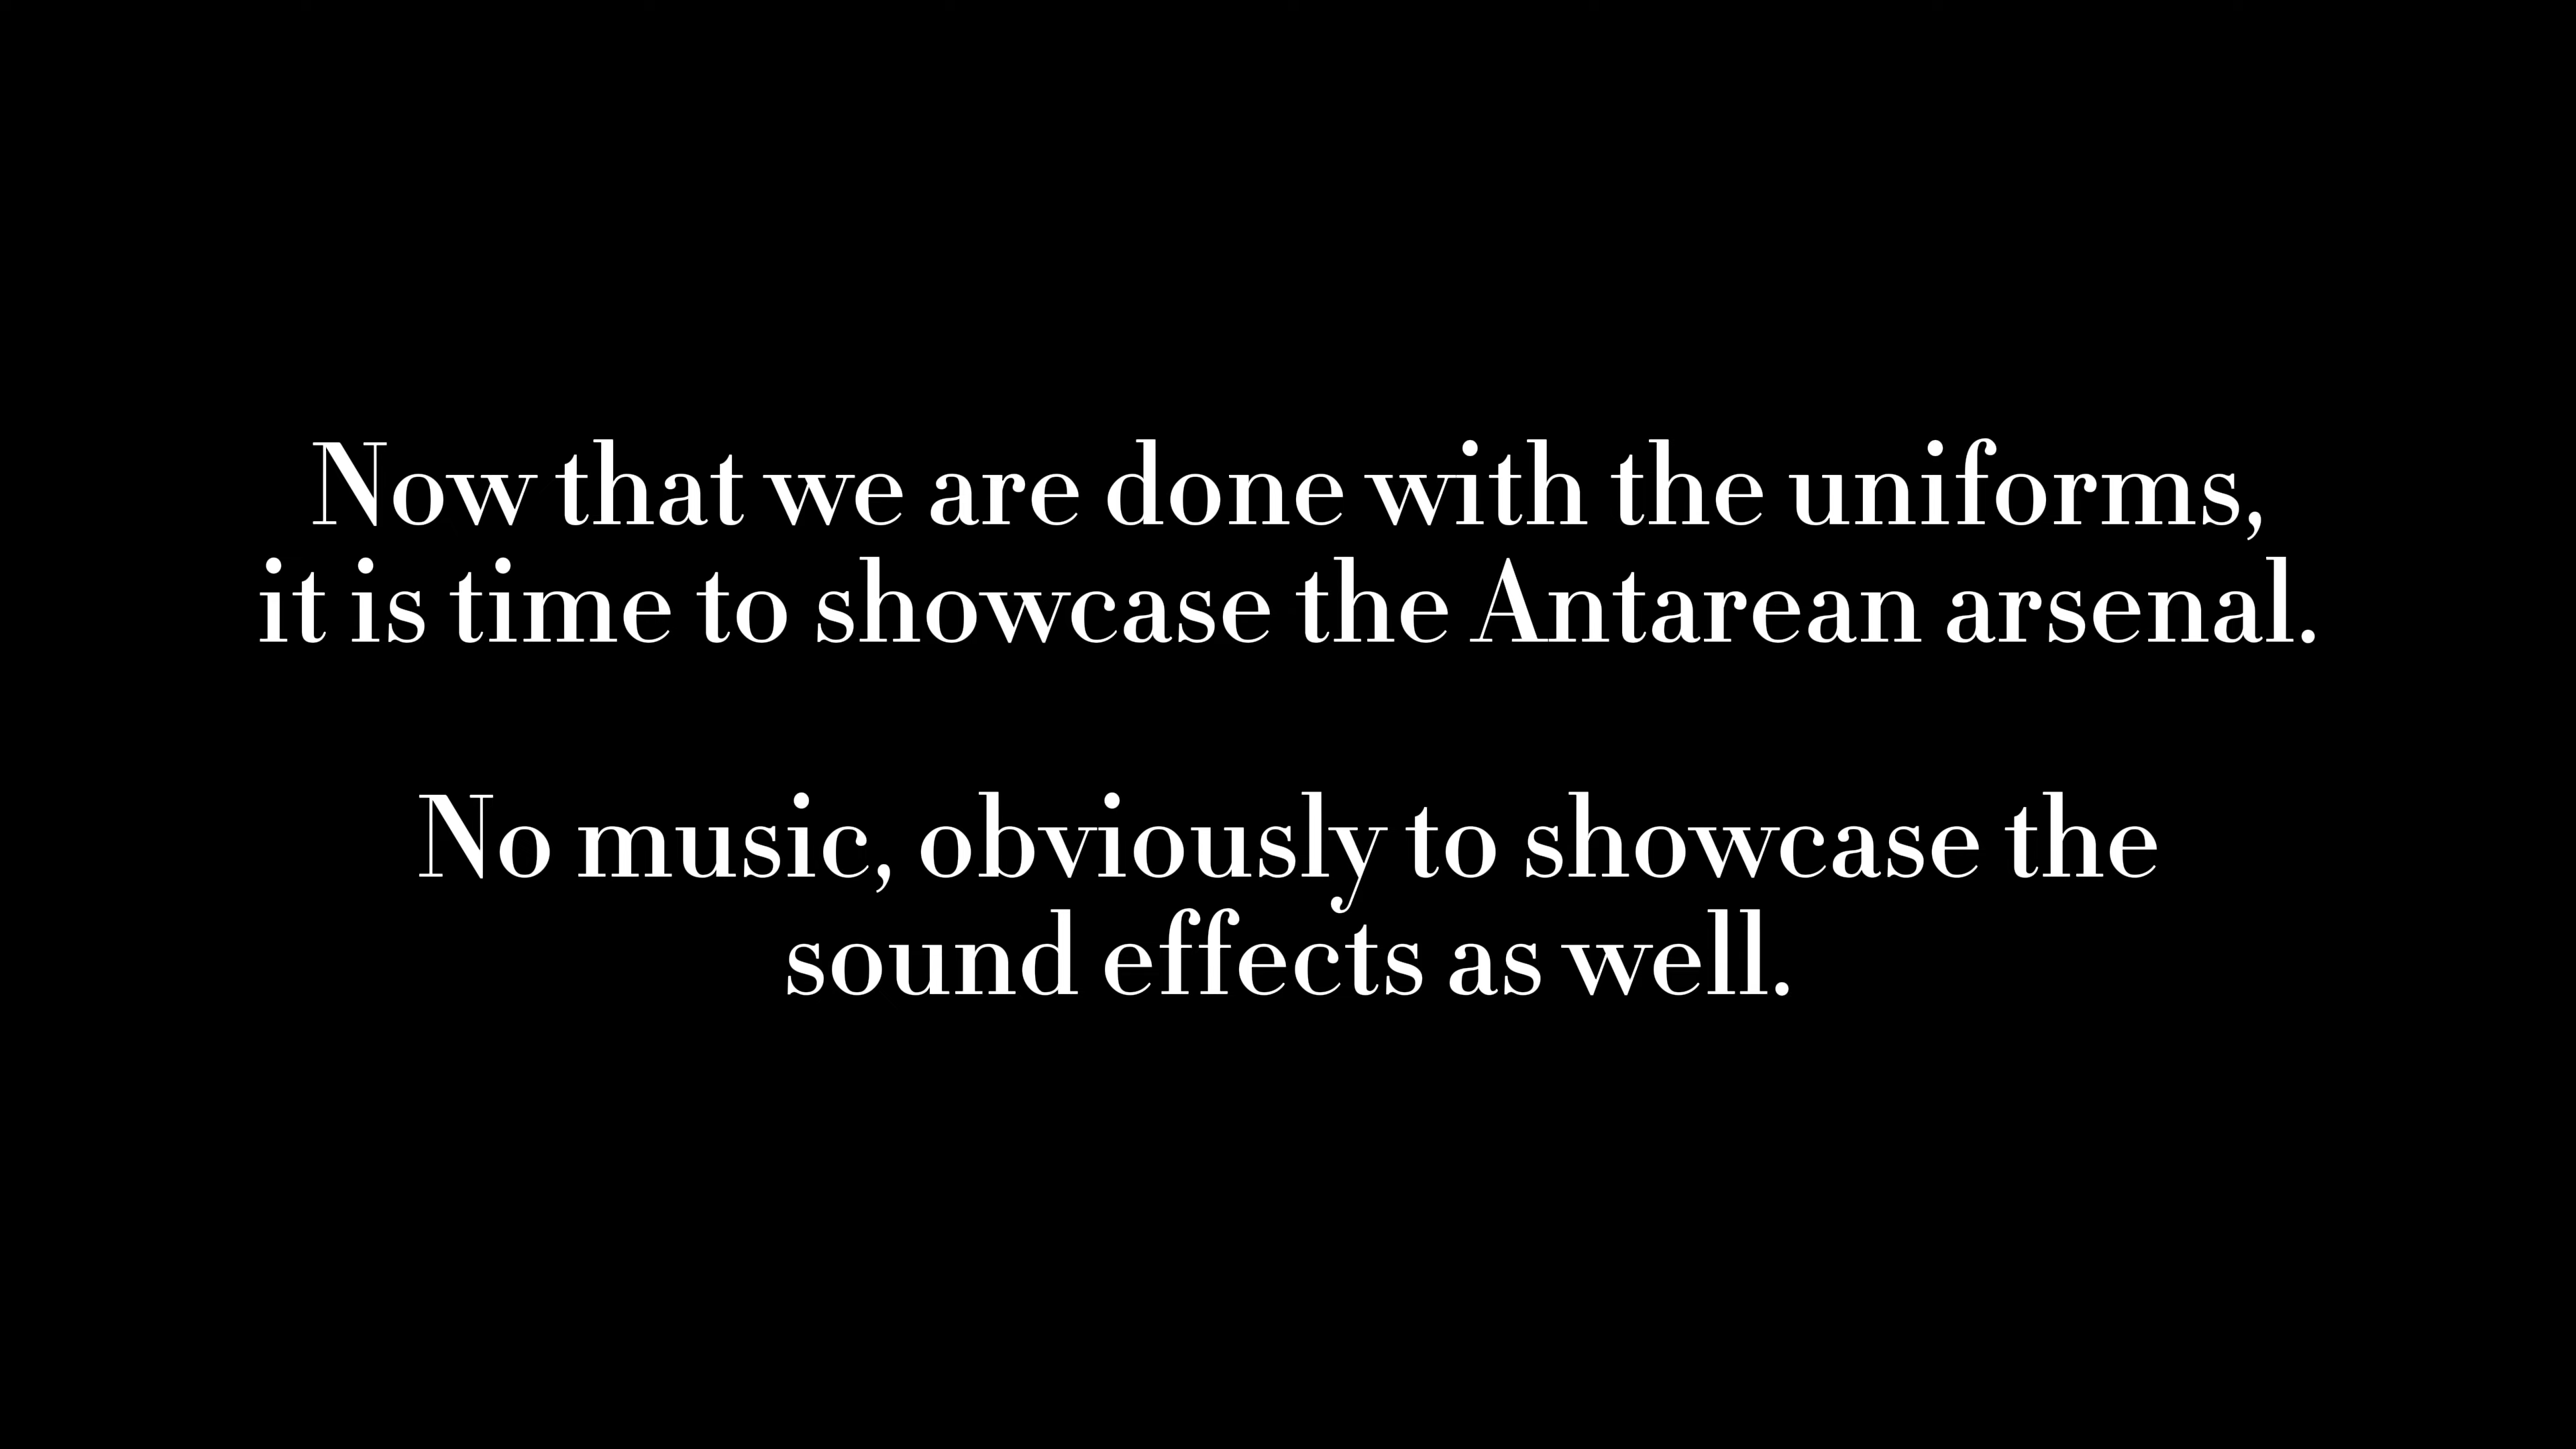 Now that we are done with the uniforms,
it is time to showcase the Antarean arsenal.
No music, obviously to showcase the
sound effects as well.